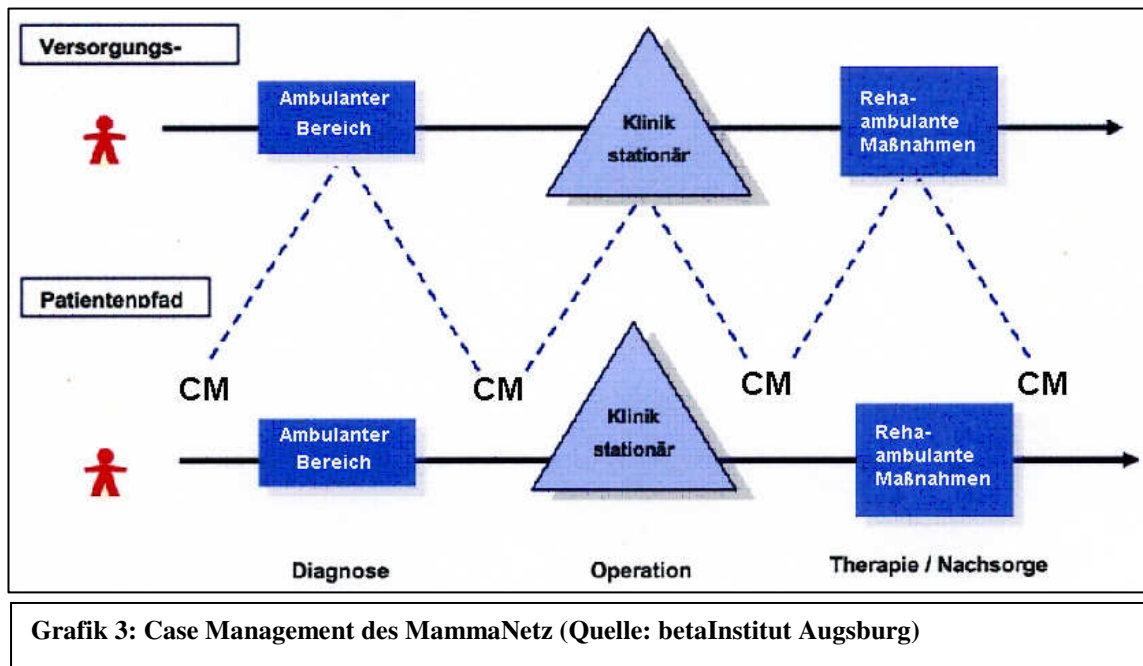 Versorgungs-
Ambulanter
Bereich
Klinik
stationär
Reha-
ambulante
Maßnahmen
Patientenpfad
CM
CM
CM
CM
Ambulanter
Bereich
Klinik
stationär
Reha-
ambulante
Maßnahmen
Diagnose
Operation
Therapie / Nachsorge
Grafik 3: Case Management des MammaNetz (Quelle: betaInstitut Augsburg)